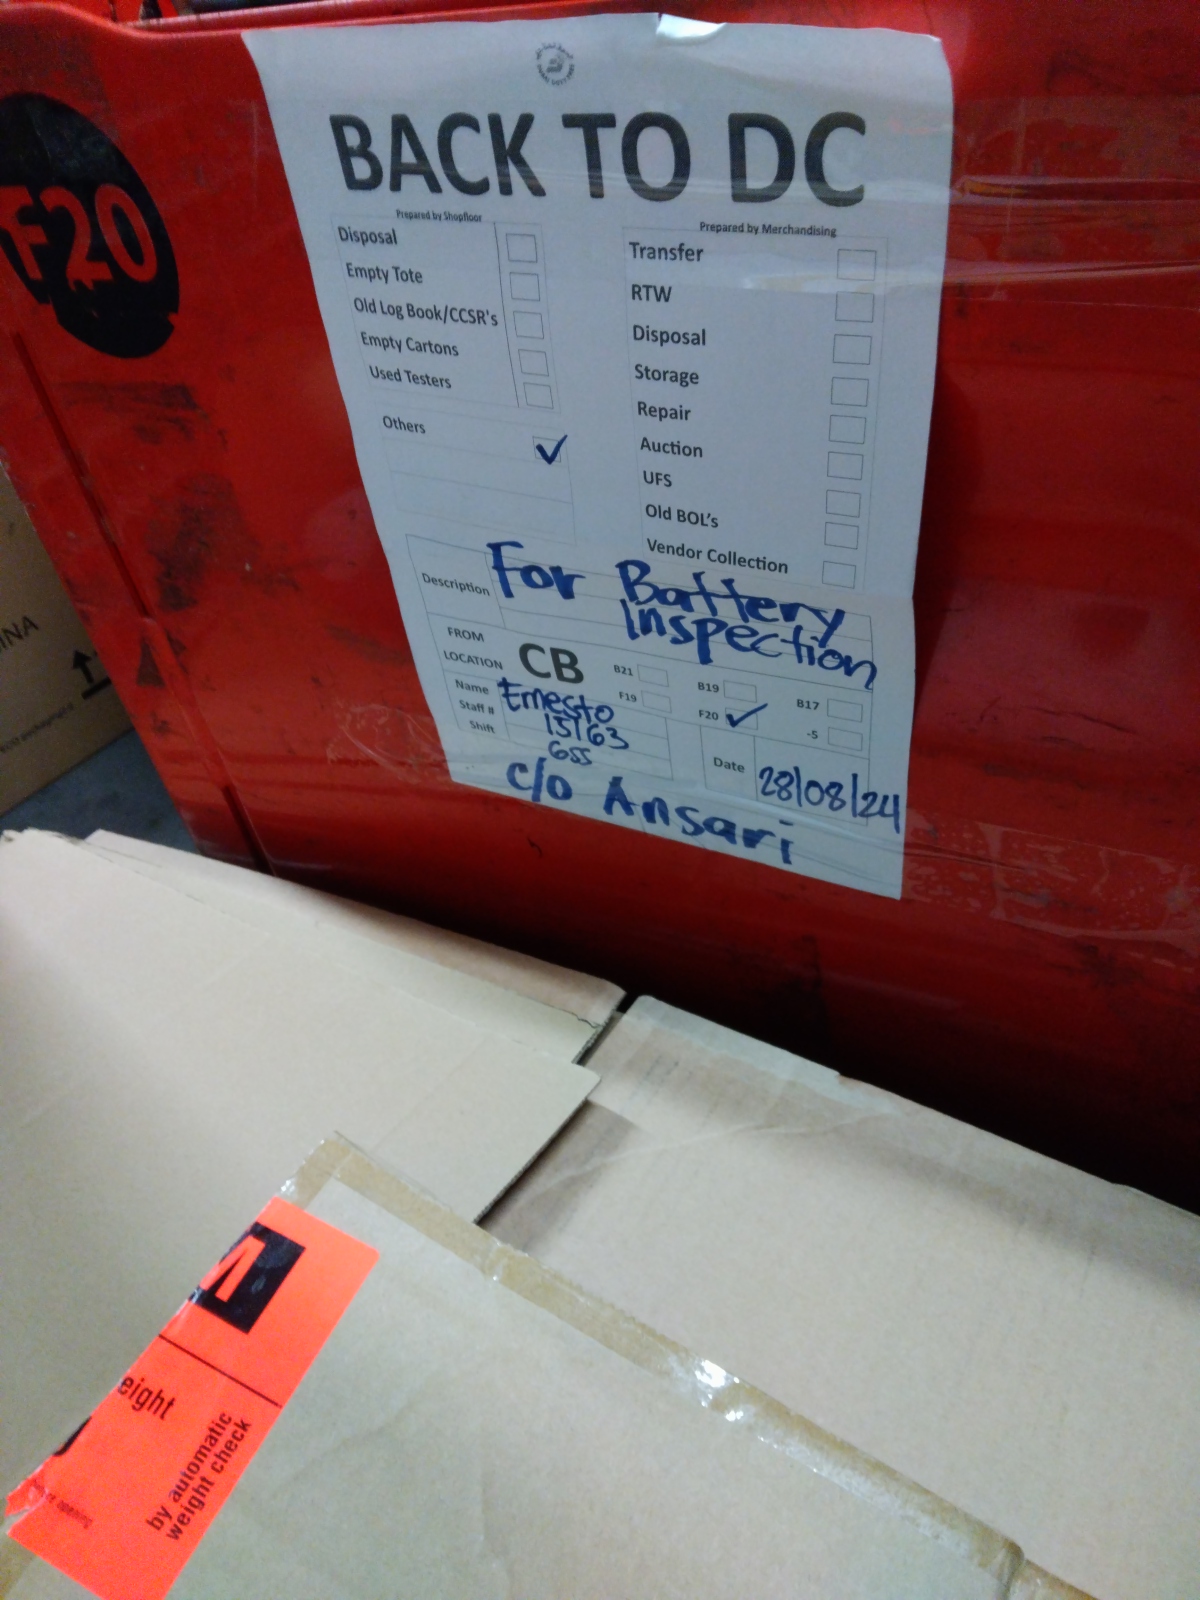 F20
BACK TO DC
Prepared by Shopfloor
Disposal
Empty Tote
Old Log Book/CCSR's
Empty Cartons
Used Testers
Others
✓
Prepared by Merchandising
Transfer
RTW
Disposal
Storage
Repair
Auction
UFS
Old BOL's
Vendor Collection
Description For Battery
Inspection
FROM
LOCATION CB
B21 B19 B17
F19 F20 ✓ -5
Name Ernesto
Staff # 15163
Shift GSS
Date 28/08/24
c/o Ansari
INA
M
eight
by automatic
weight check
opening